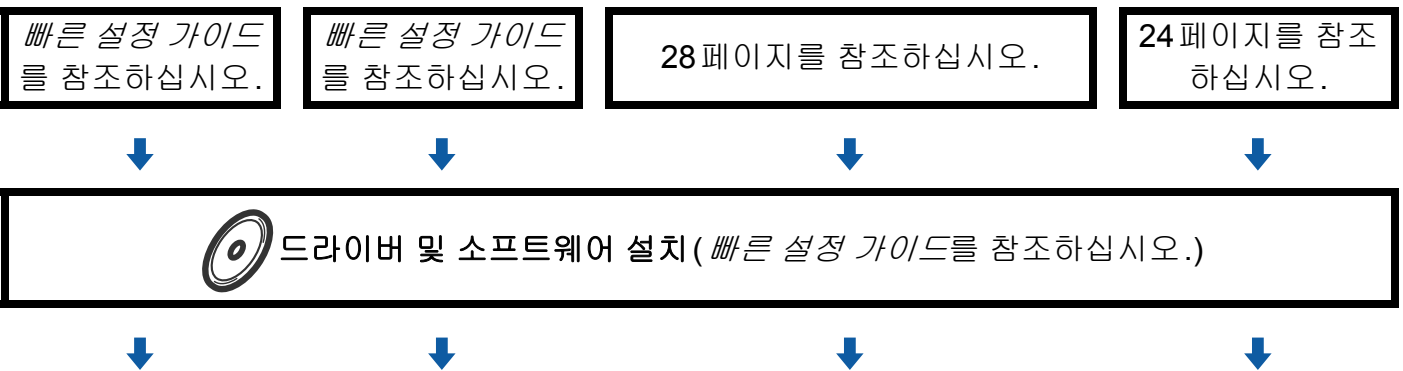 빠른 설정 가이드
를 참조하십시오.
빠른 설정 가이드
를 참조하십시오.
28페이지를 참조하십시오.
24페이지를 참조
하십시오.
드라이버 및 소프트웨어 설치(빠른 설정 가이드를 참조하십시오.)